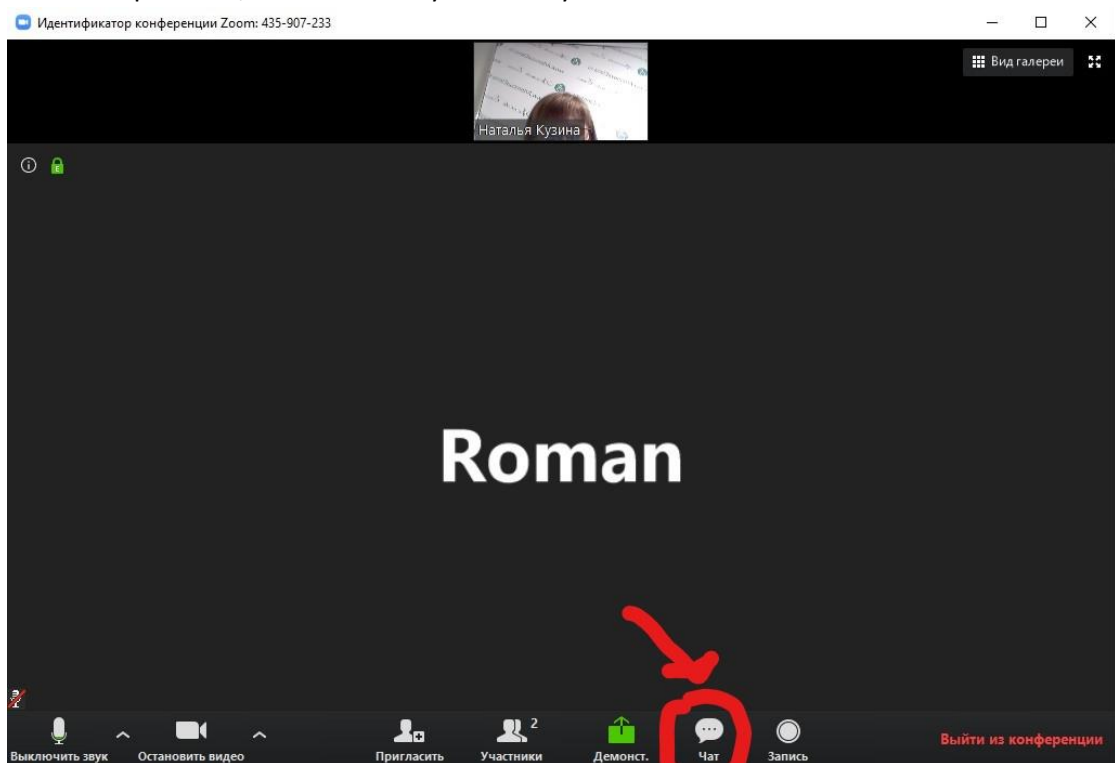 Идентификатор конференции Zoom: 435-907-233
Вид галереи
Наталья Кузина
Roman
2
Выключить звук
Остановить видео
Пригласить
Участники
Демонст.
Чат
Запись
Выйти из конференции